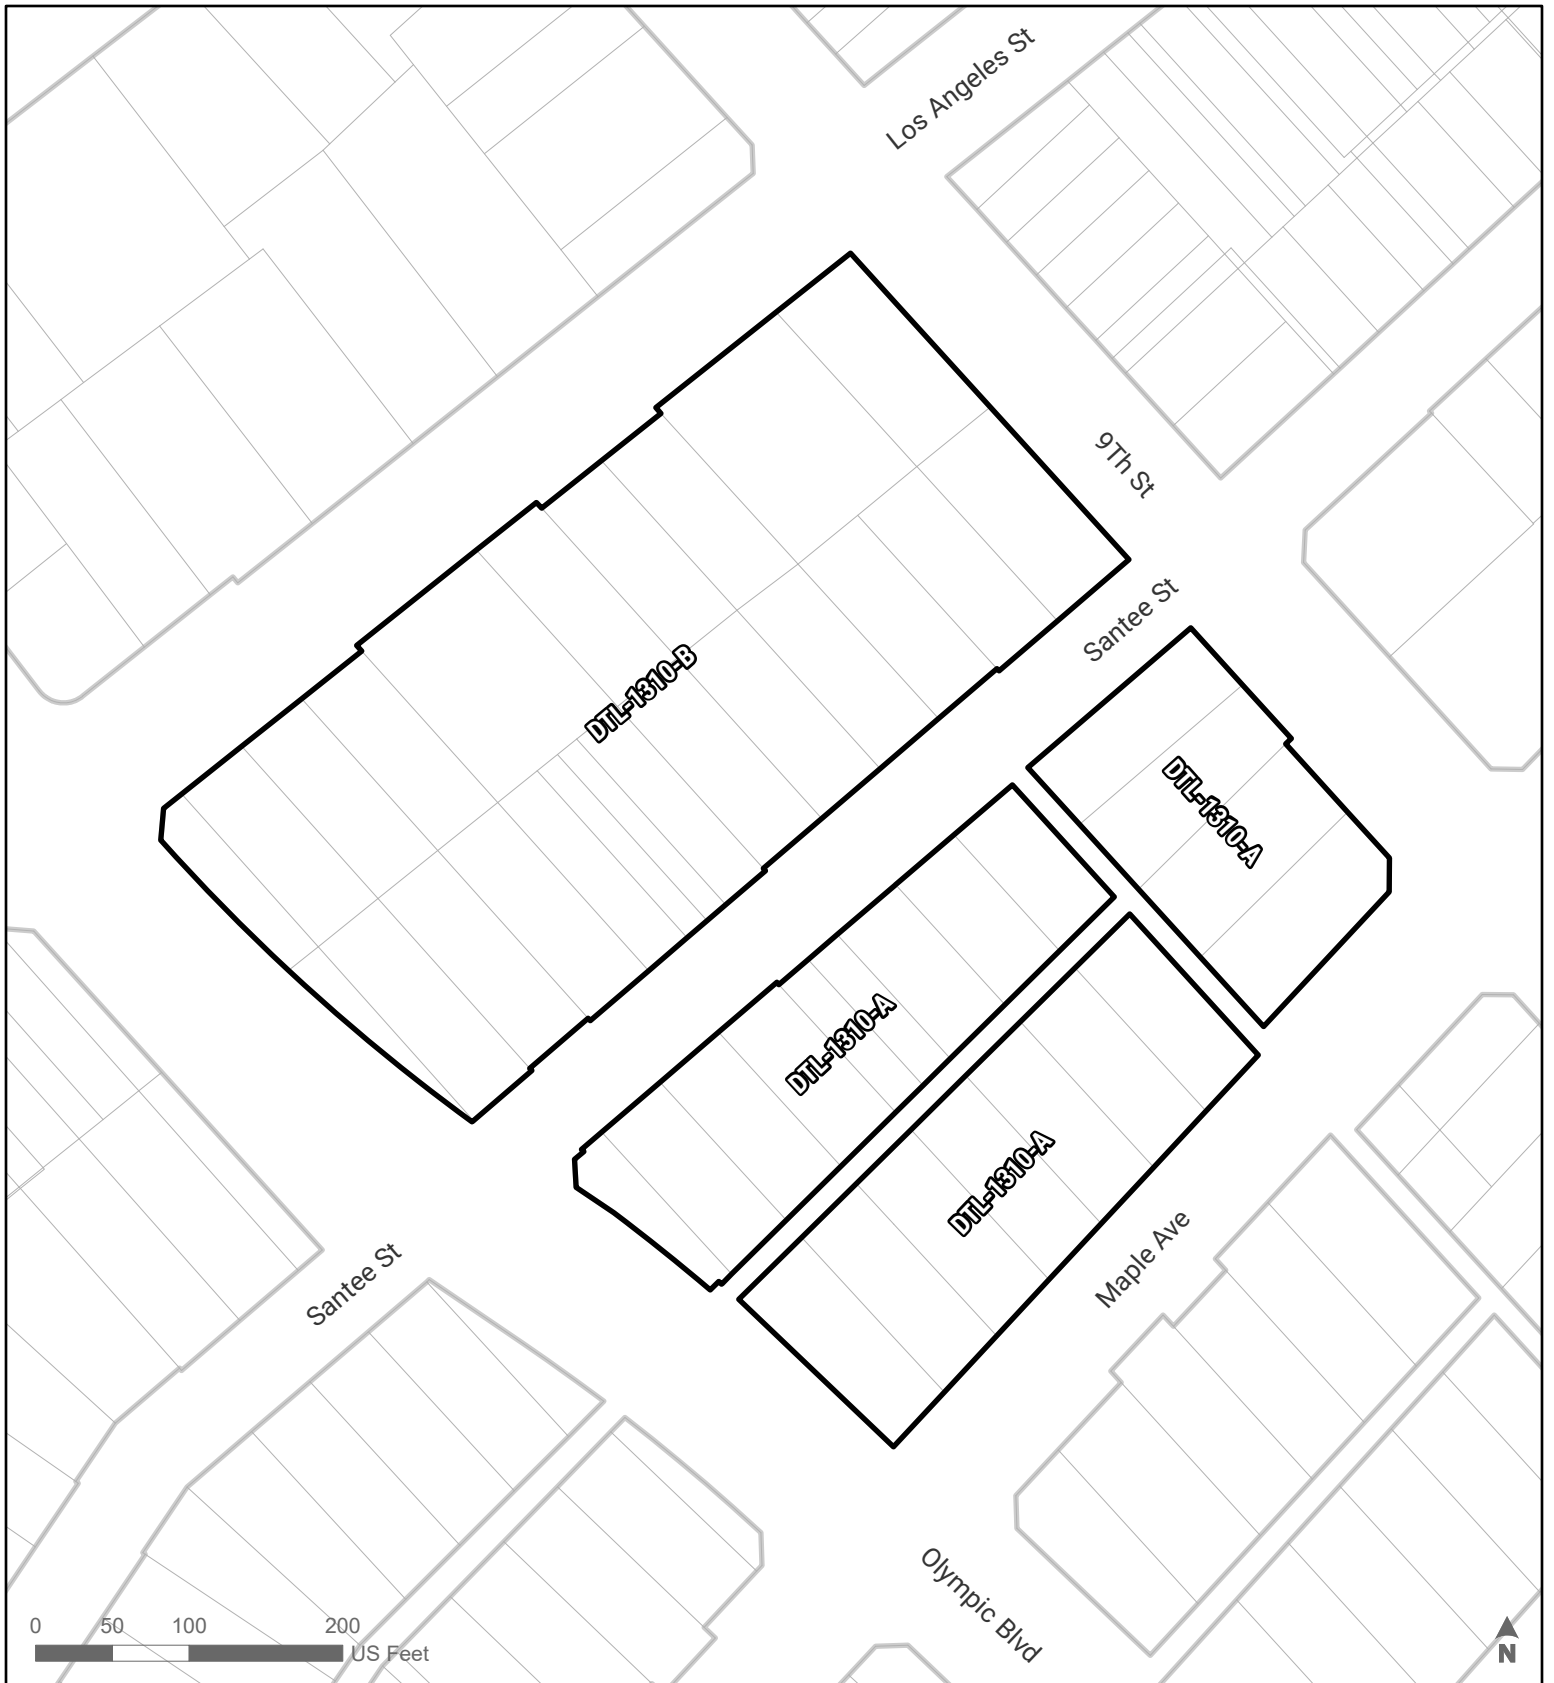 Los Angeles St
9Th St
Santee St
DTL-1310-B
DTL-1310-A
DTL-1310-A
DTL-1310-A
Maple Ave
Santee St
Olympic Blvd
0 50 100 200
US Feet
N